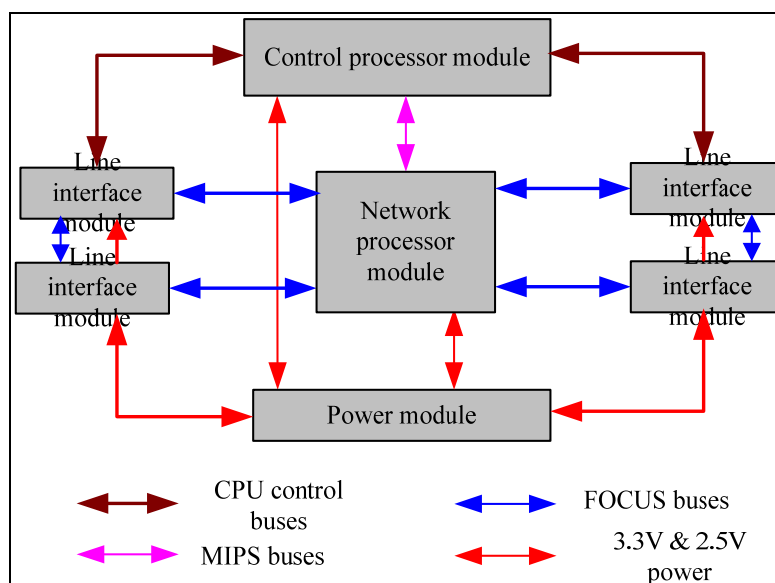 Control processor module
Line
interface
module
Line
interface
module
Network
processor
module
Line
interface
module
Line
interface
module
Power module
CPU control
buses
FOCUS buses
MIPS buses
3.3V & 2.5V
power